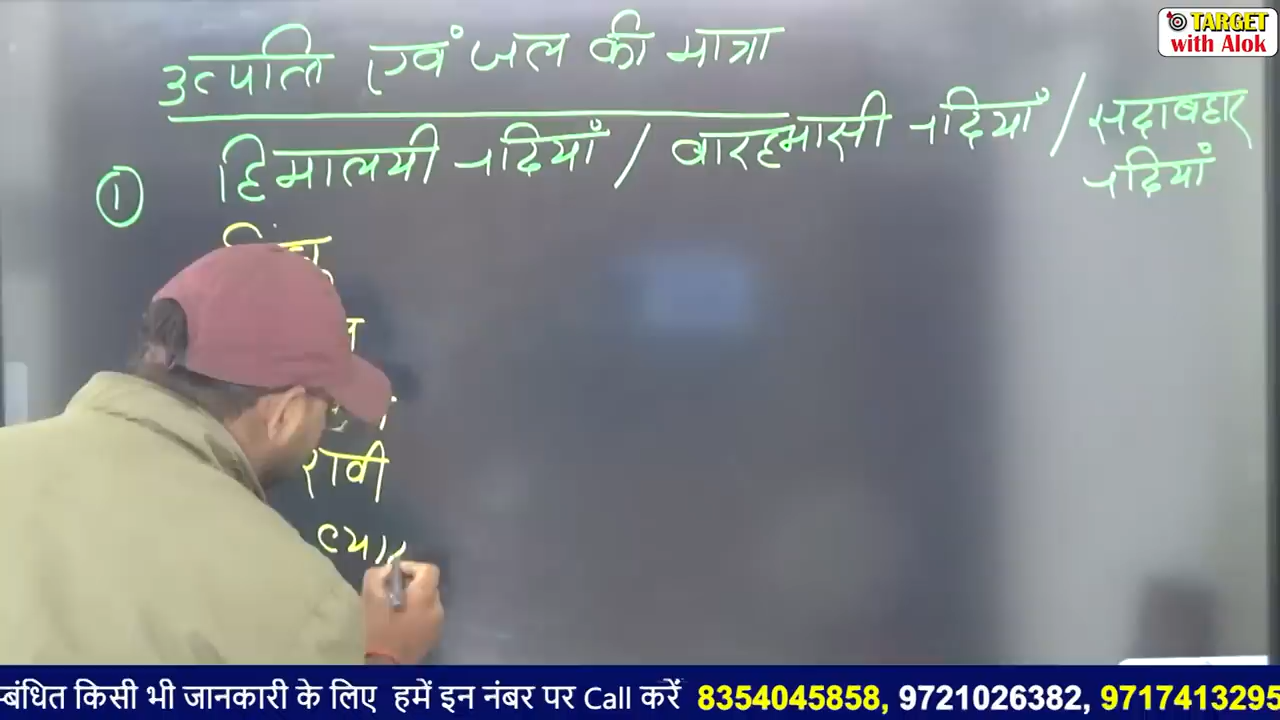 TARGET
with Alok
उत्पत्ति एवं जल की मात्रा
① हिमालयी नदियाँ / बारहमासी नदियाँ / सदाबहार
नदियां
रावी
व्या
-बंधित किसी भी जानकारी के लिए हमें इन नंबर पर Call करें 8354045858, 9721026382, 9717413295